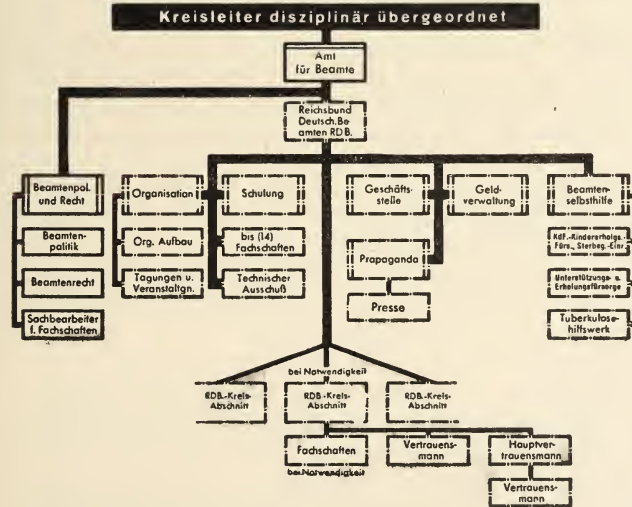 Kreisleiter disziplinär übergeordnet
Amt
für Beamte
Reichsbund
Deutsch.Be-
amten RDB.
Beamtenpol.
und Recht
Organisation
Schulung
Geschäfts-
stelle
Geld-
verwaltung
Beamten-
selbsthilfe
Beamten-
politik
Org. Aufbau
bis (14)
Fachschaften
Propaganda
KdF.-Kindererholgs.-
Fürs., Sterbeg.-Einr.
Beamtenrecht
Tagungen u.
Veranstaltgn.
Technischer
Ausschuß
Presse
Unterstützungs- u.
Erholungsfürsorge
Sachbearbeiter
f. Fachschaften
Tuberkulose-
hilfswerk
bei Notwendigkeit
RDB.-Kreis-
Abschnitt
RDB.-Kreis-
Abschnitt
RDB.-Kreis-
Abschnitt
Fachschaften
bei Notwendigkeit
Vertrauens-
mann
Hauptver-
trauensmann
Vertrauens-
mann